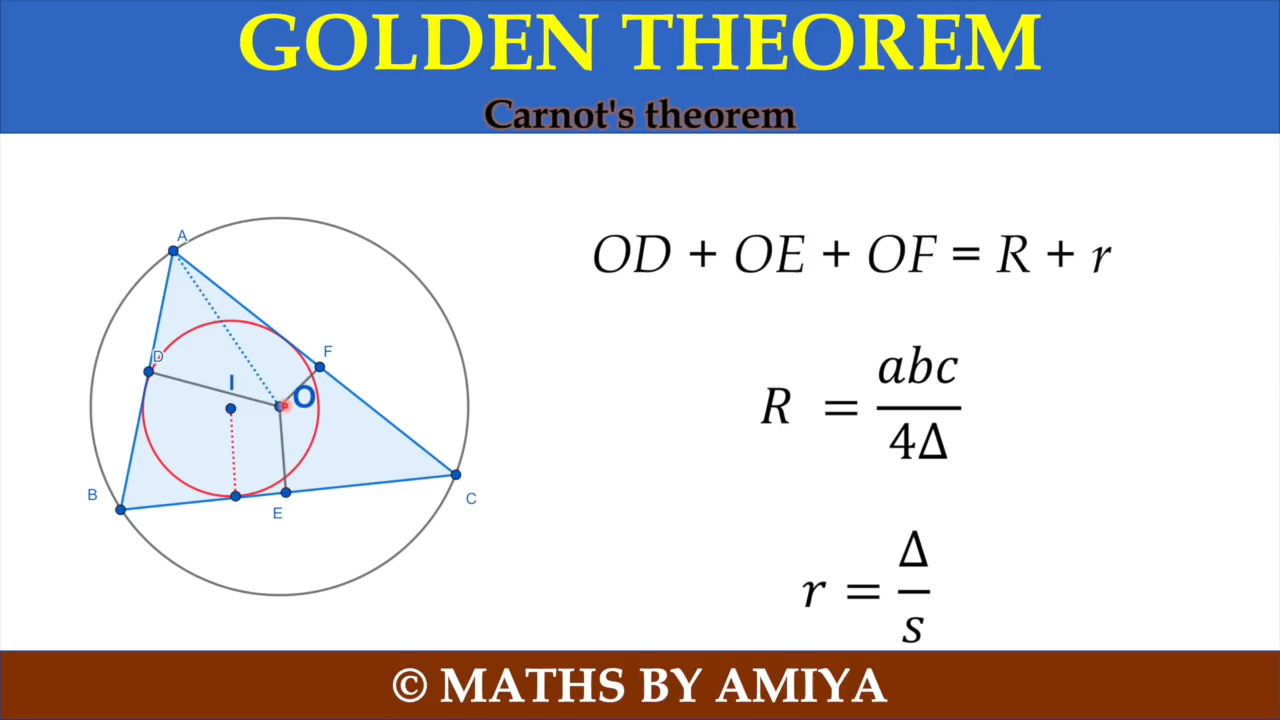 GOLDEN THEOREM
Carnot's theorem
A
D
F
I
O
B
C
E
OD + OE + OF = R + r
R = abc / 4Δ
r = Δ / s
© MATHS BY AMIYA